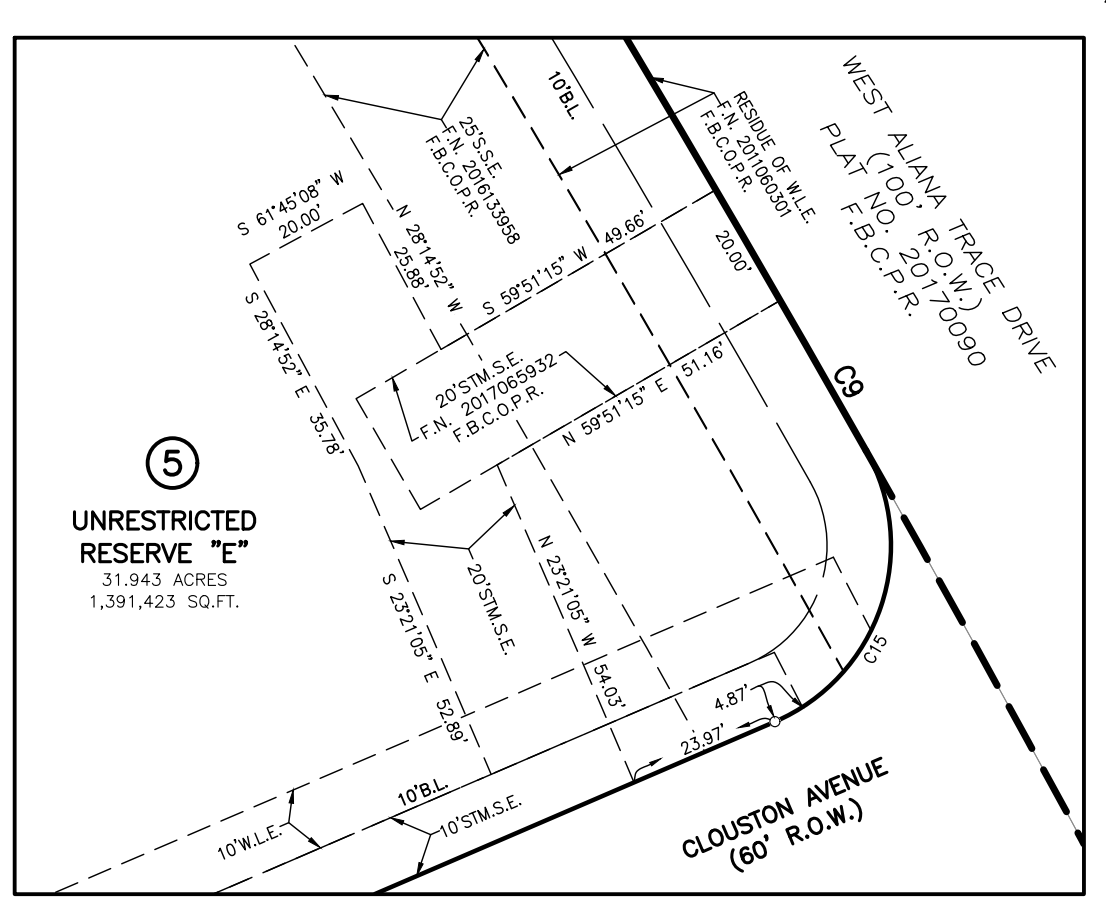 10'B.L.
25'S.S.E.
F.N. 2016133958
F.B.C.O.P.R.
RESIDUE OF W.L.E.
F.N. 2011060301
F.B.C.O.P.R.
WEST ALIANA TRACE DRIVE
(100' R.O.W.)
PLAT NO. 20170090
F.B.C.P.R.
S 61°45'08" W
20.00'
N 28°14'52" W
25.88'
S 59°51'15" W 49.66'
20.00'
S 28°14'52" E 35.78'
20'STM.S.E.
F.N. 2017065932
F.B.C.O.P.R.
N 59°51'15" E 51.16'
C9
5
UNRESTRICTED
RESERVE "E"
31.943 ACRES
1,391,423 SQ.FT.
20'STM.S.E.
S 23°21'05" E 52.89'
N 23°21'05" W 54.03'
C15
4.87'
23.97'
10'B.L.
10'W.L.E.
10'STM.S.E.
CLOUSTON AVENUE
(60' R.O.W.)